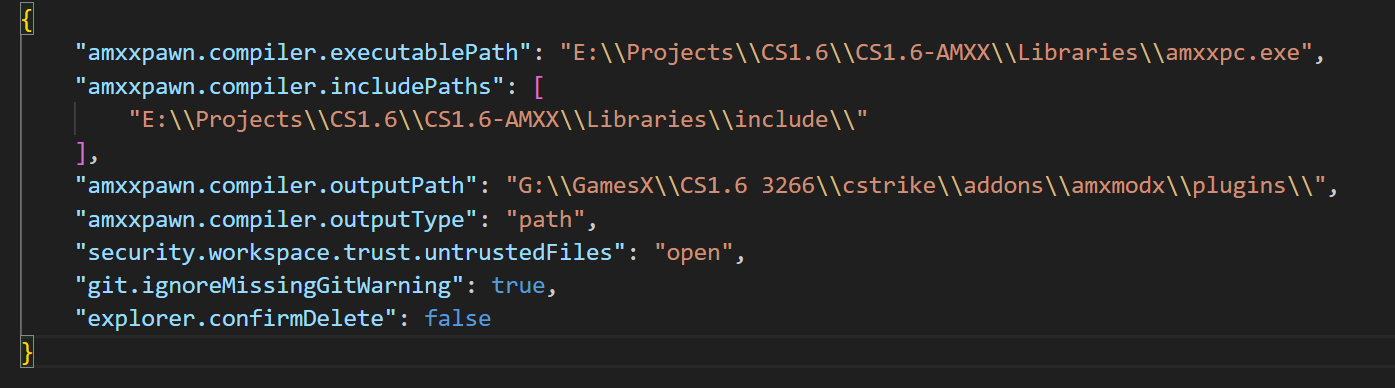 {
    "amxxpawn.compiler.executablePath": "E:\\Projects\\CS1.6\\CS1.6-AMXX\\Libraries\\amxxpc.exe",
    "amxxpawn.compiler.includePaths": [
        "E:\\Projects\\CS1.6\\CS1.6-AMXX\\Libraries\\include\\"
    ],
    "amxxpawn.compiler.outputPath": "G:\\GamesX\\CS1.6 3266\\cstrike\\addons\\amxmodx\\plugins\\",
    "amxxpawn.compiler.outputType": "path",
    "security.workspace.trust.untrustedFiles": "open",
    "git.ignoreMissingGitWarning": true,
    "explorer.confirmDelete": false
}